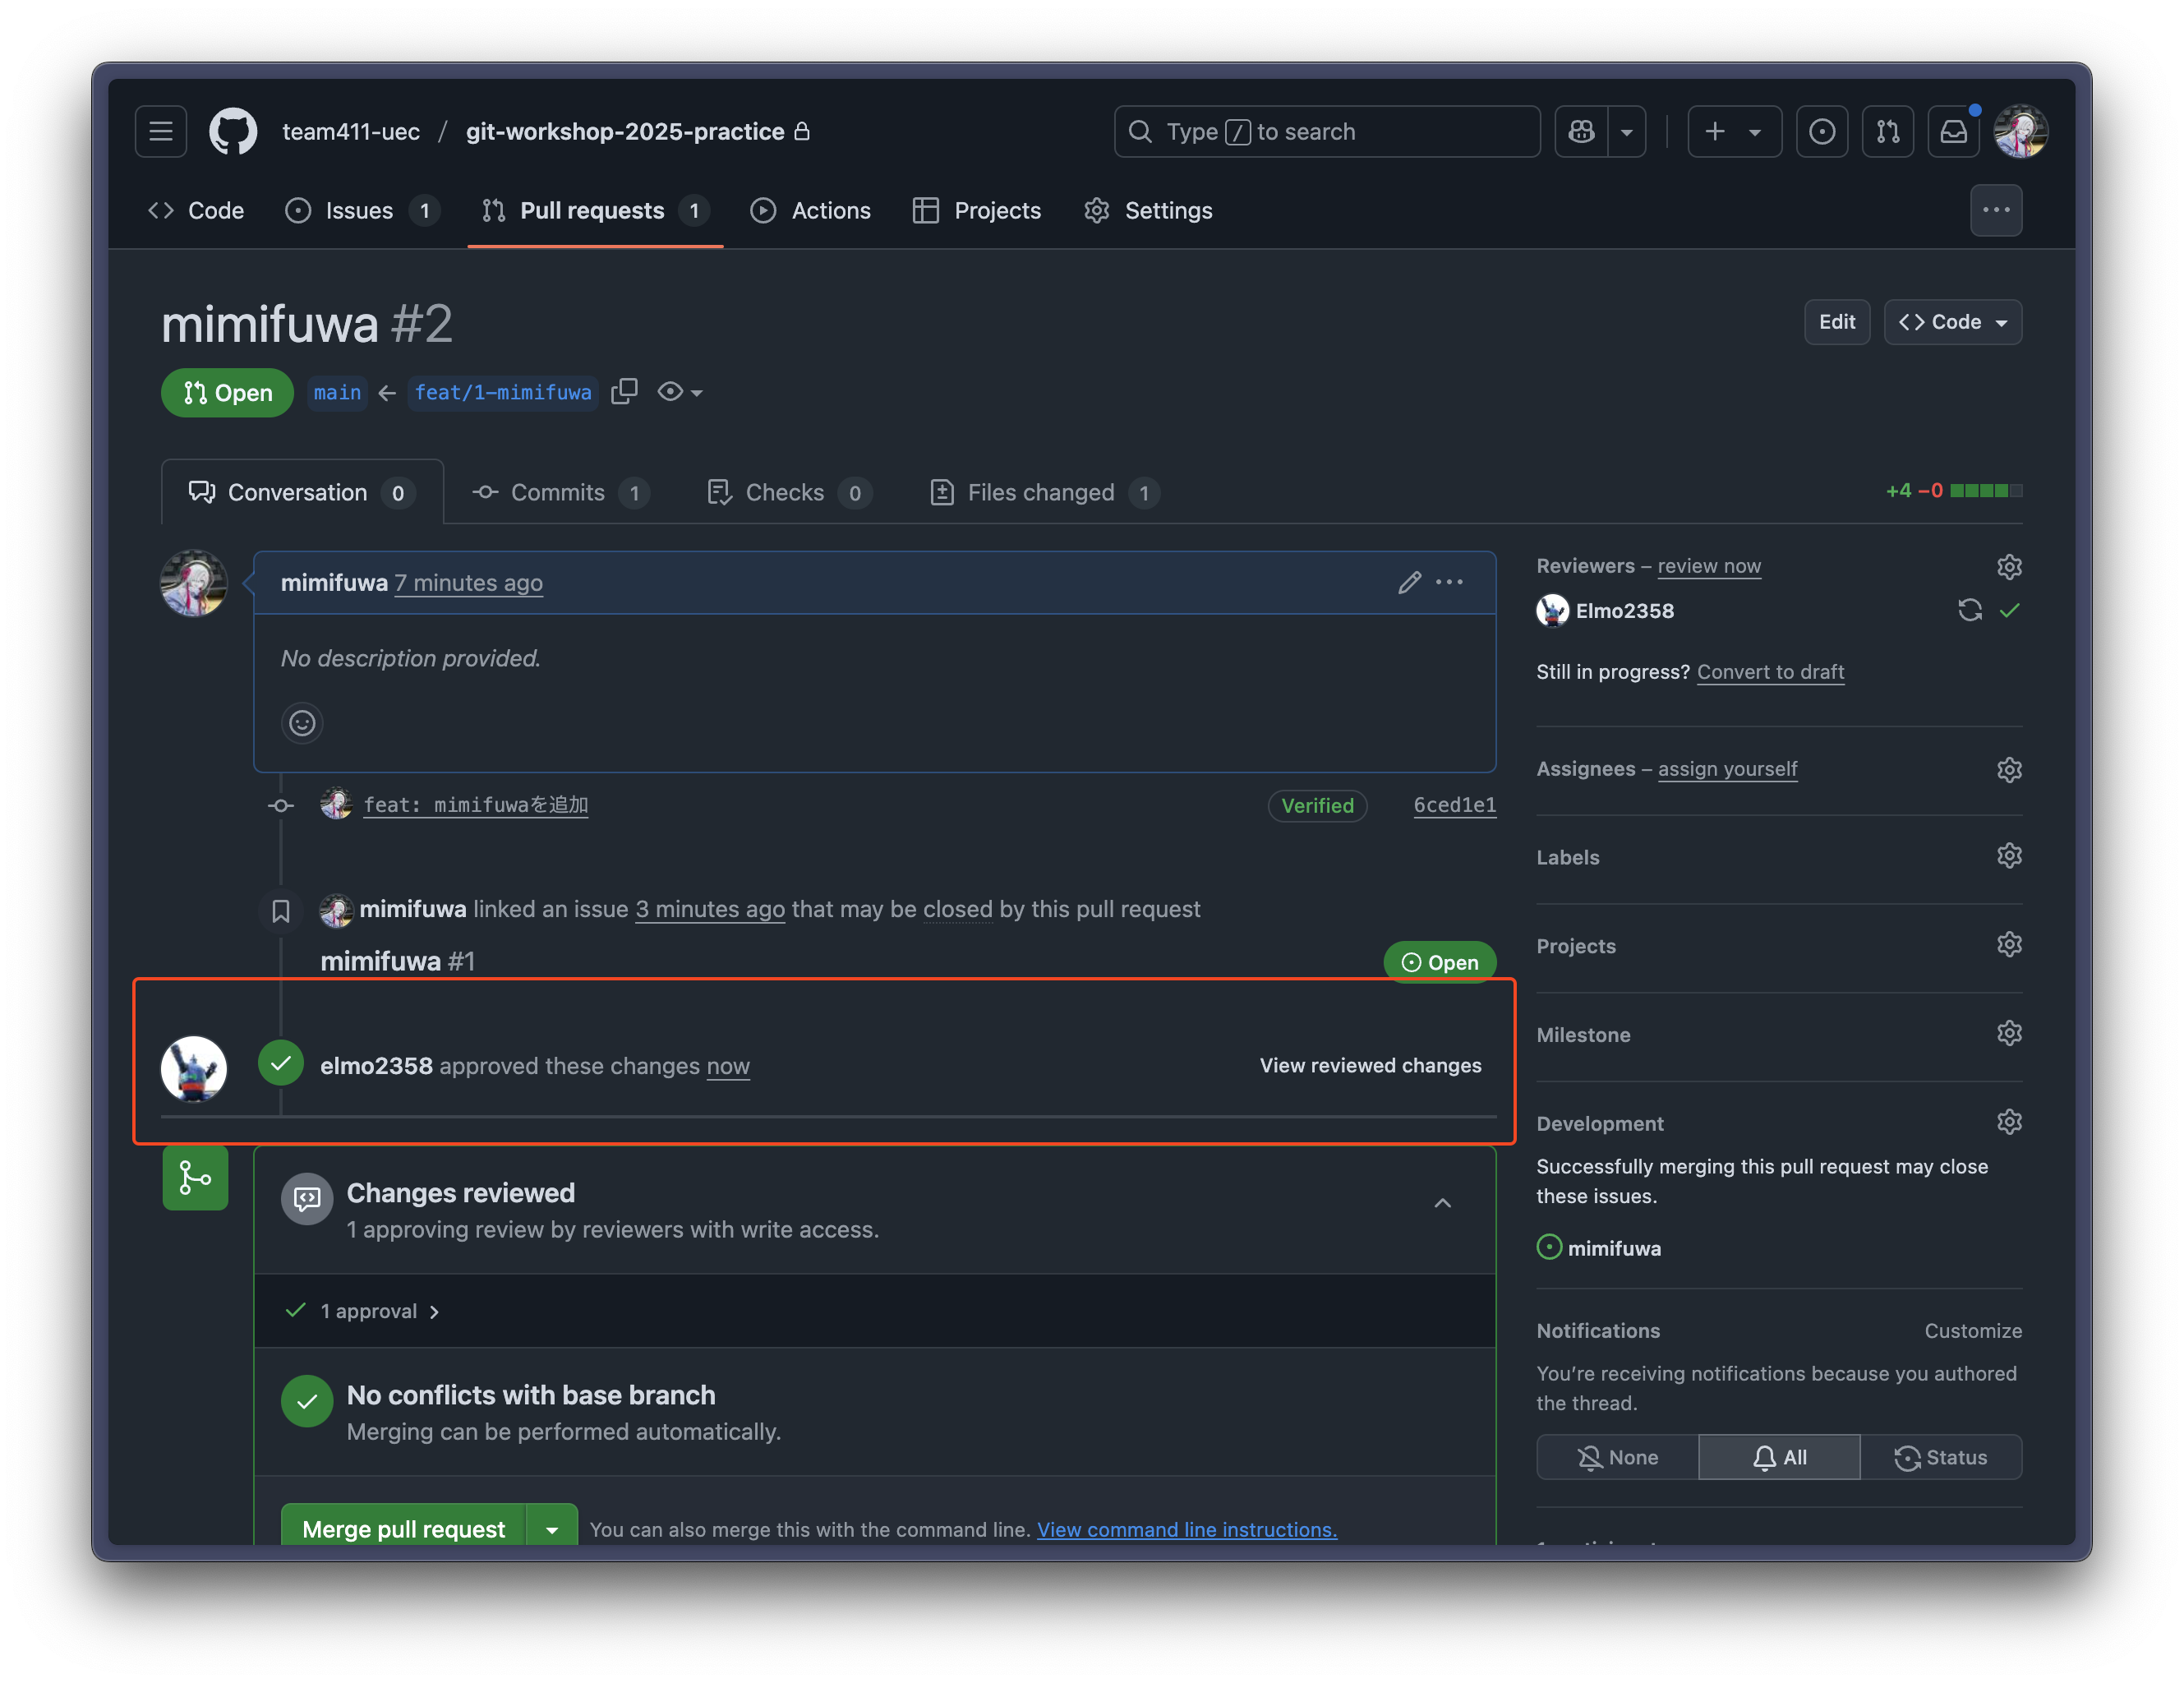 team411-uec / git-workshop-2025-practice
Type / to search
Code
Issues 1
Pull requests 1
Actions
Projects
Settings
mimifuwa #2
Edit
Code
Open
main ← feat/1-mimifuwa
Conversation 0
Commits 1
Checks 0
Files changed 1
+4 −0
mimifuwa 7 minutes ago
No description provided.
feat: mimifuwaを追加
Verified
6ced1e1
mimifuwa linked an issue 3 minutes ago that may be closed by this pull request
mimifuwa #1
Open
elmo2358 approved these changes now
View reviewed changes
Changes reviewed
1 approving review by reviewers with write access.
1 approval
No conflicts with base branch
Merging can be performed automatically.
Merge pull request
You can also merge this with the command line. View command line instructions.
Reviewers – review now
Elmo2358
Still in progress? Convert to draft
Assignees – assign yourself
Labels
Projects
Milestone
Development
Successfully merging this pull request may close
these issues.
mimifuwa
Notifications
Customize
You’re receiving notifications because you authored
the thread.
None
All
Status